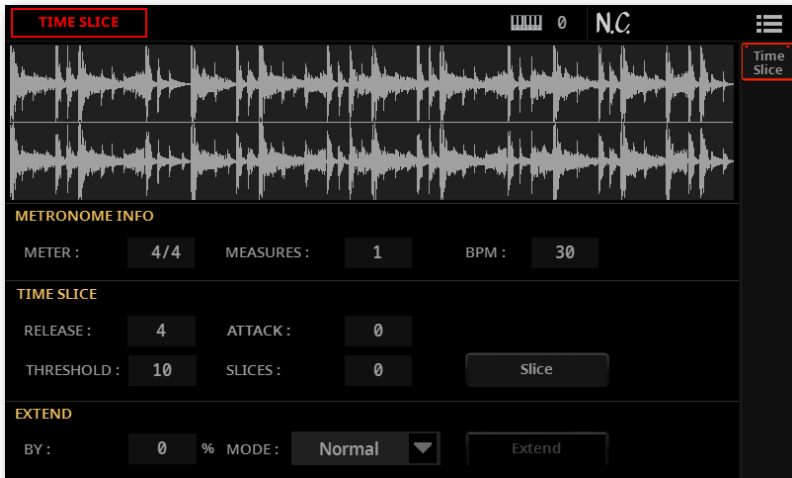 TIME SLICE 0 N.C.
Time
Slice
METRONOME INFO
METER : 4/4 MEASURES : 1 BPM : 30
TIME SLICE
RELEASE : 4 ATTACK : 0
THRESHOLD : 10 SLICES : 0 Slice
EXTEND
BY : 0 % MODE : Normal Extend